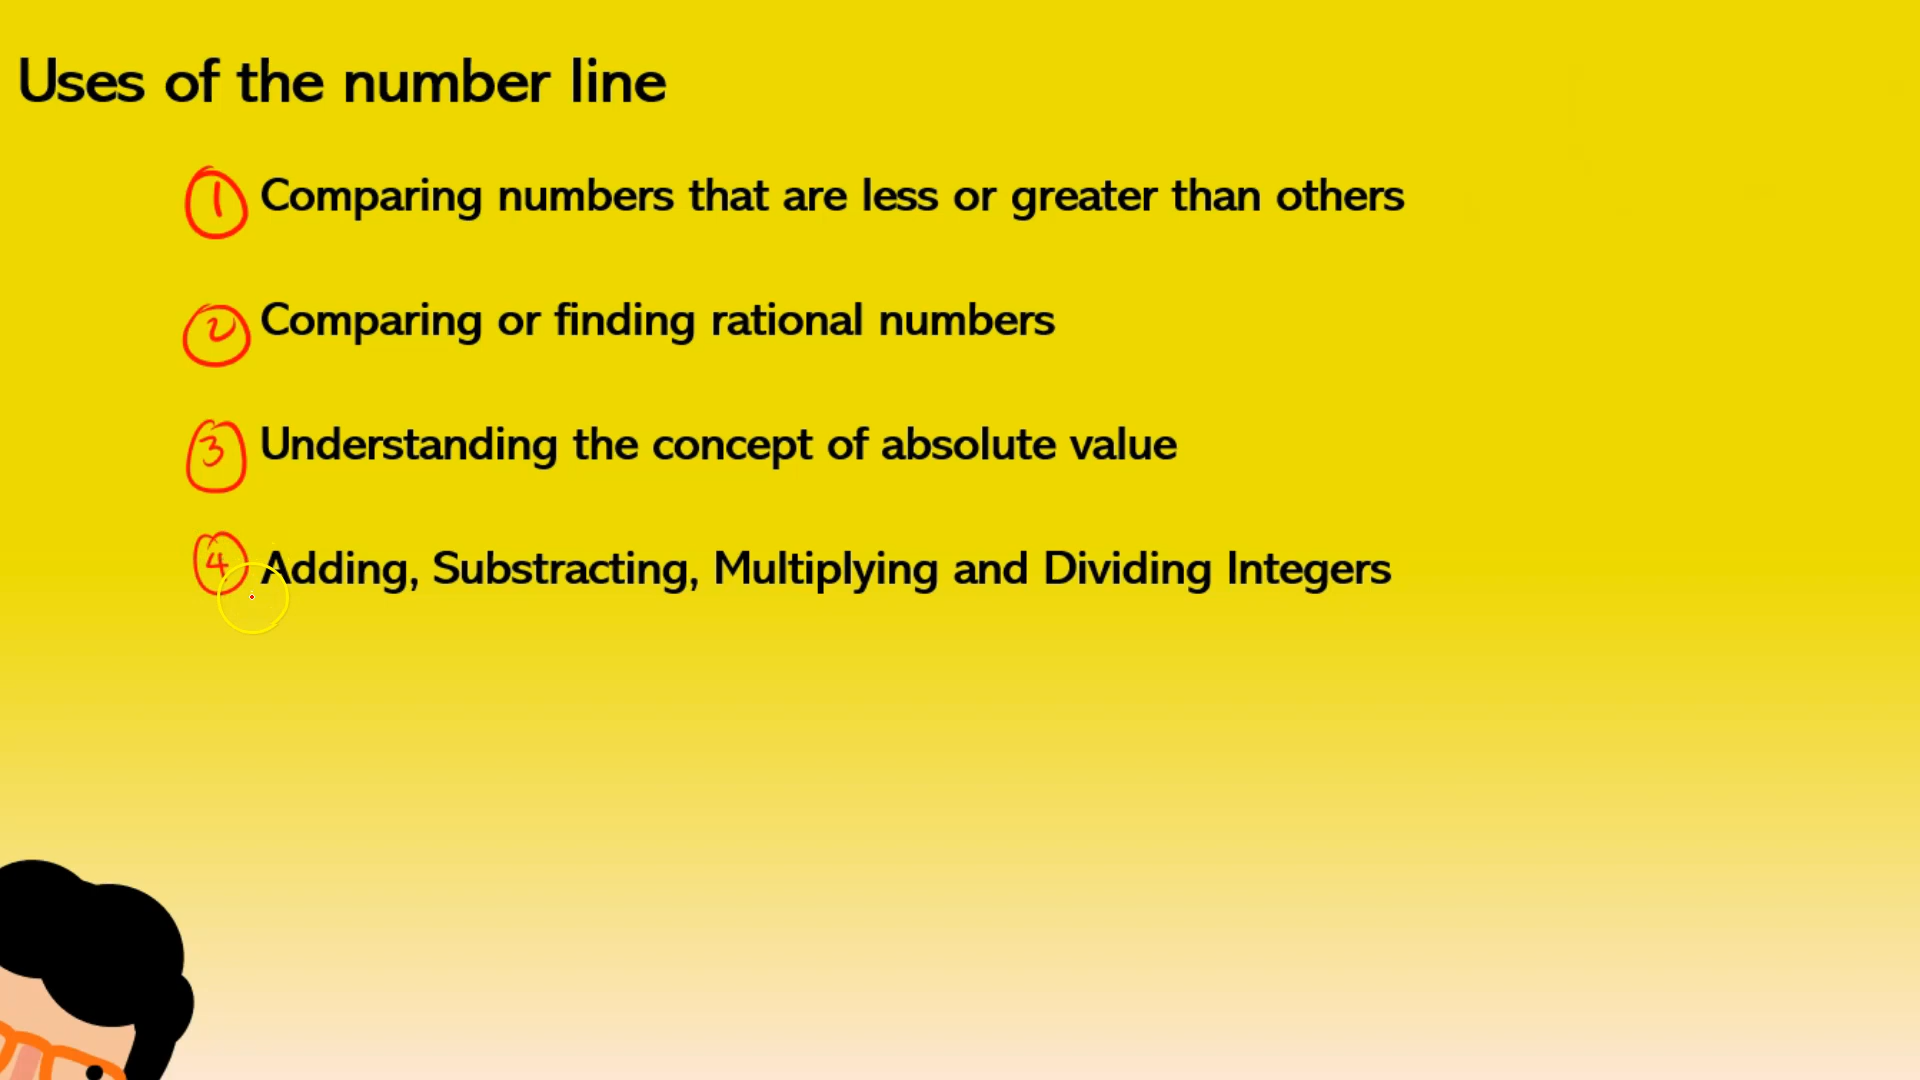 Uses of the number line
1 Comparing numbers that are less or greater than others
2 Comparing or finding rational numbers
3 Understanding the concept of absolute value
4 Adding, Substracting, Multiplying and Dividing Integers